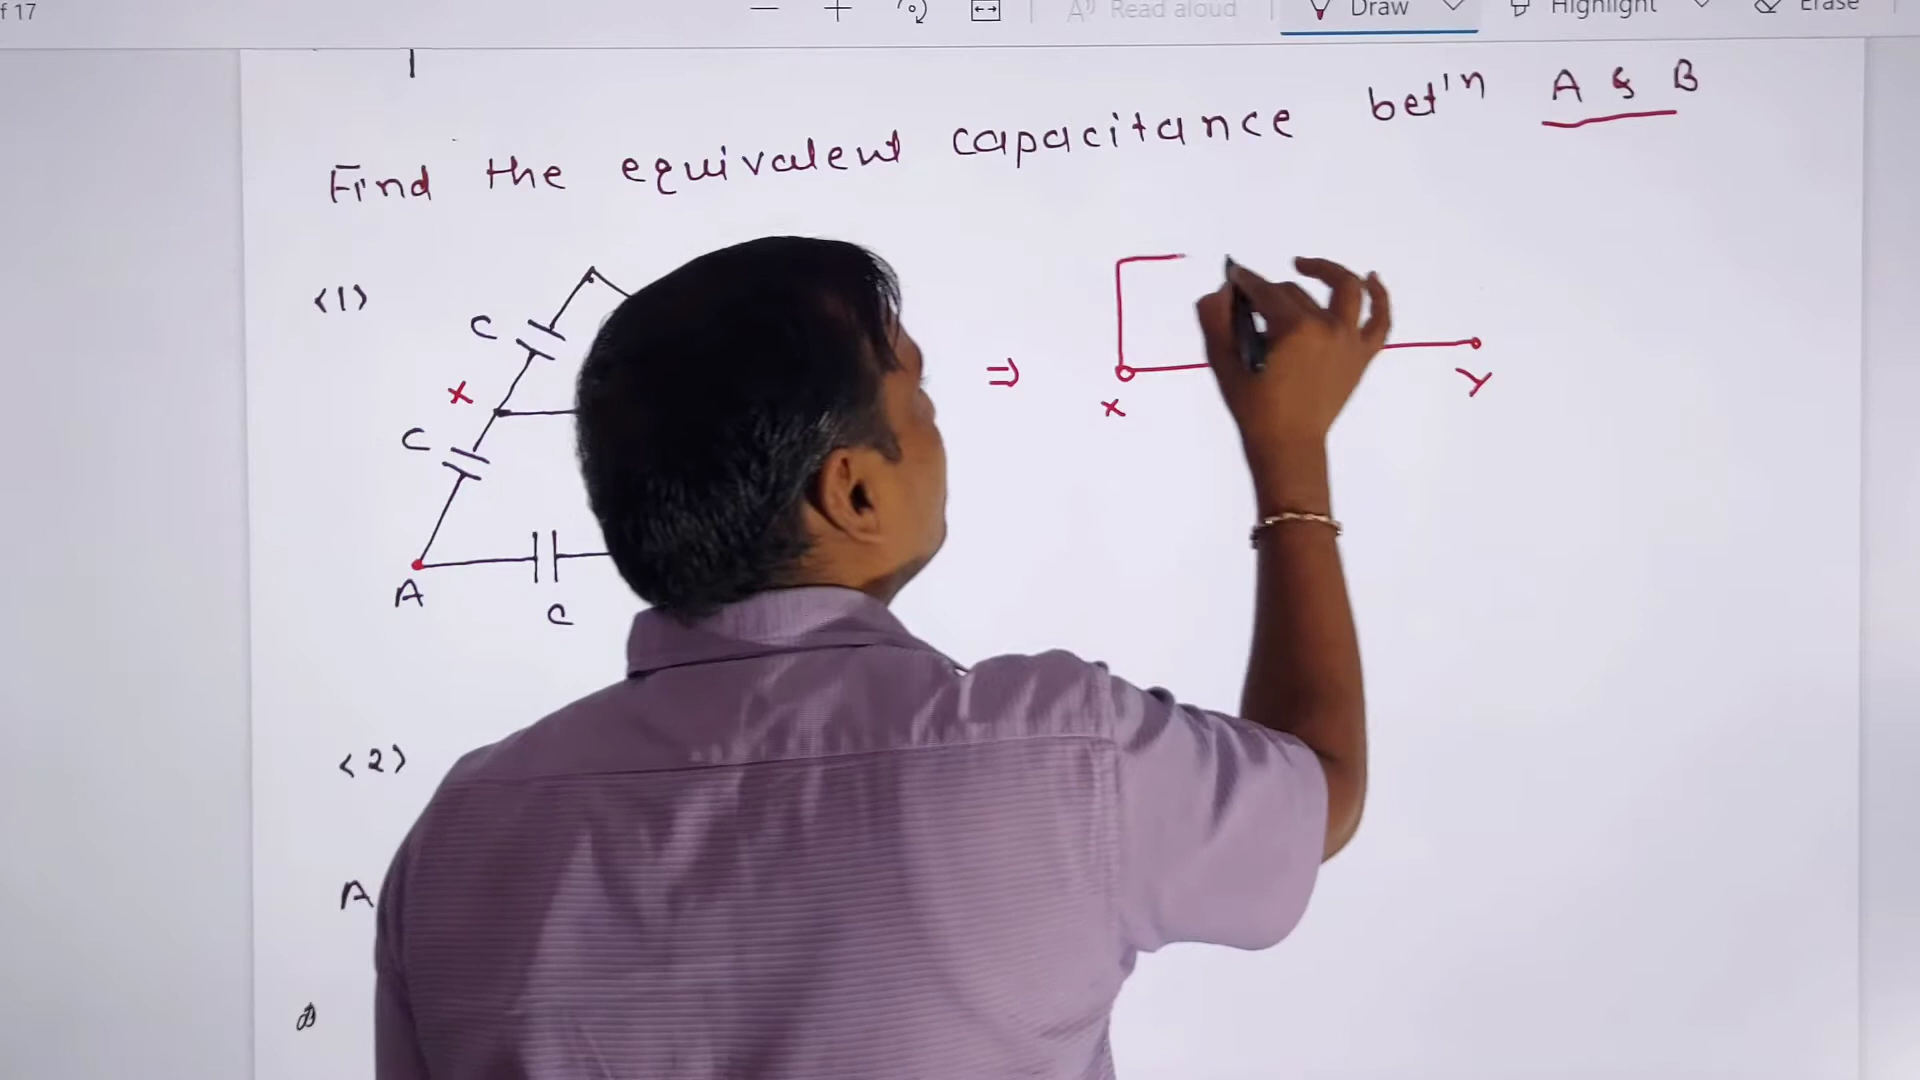 f 17
Read aloud
Draw
Highlight
Erase
Find the equivalent capacitance bet'n A & B
<1>
C
x
C
A
C
⇒
x
y
<2>
A
B